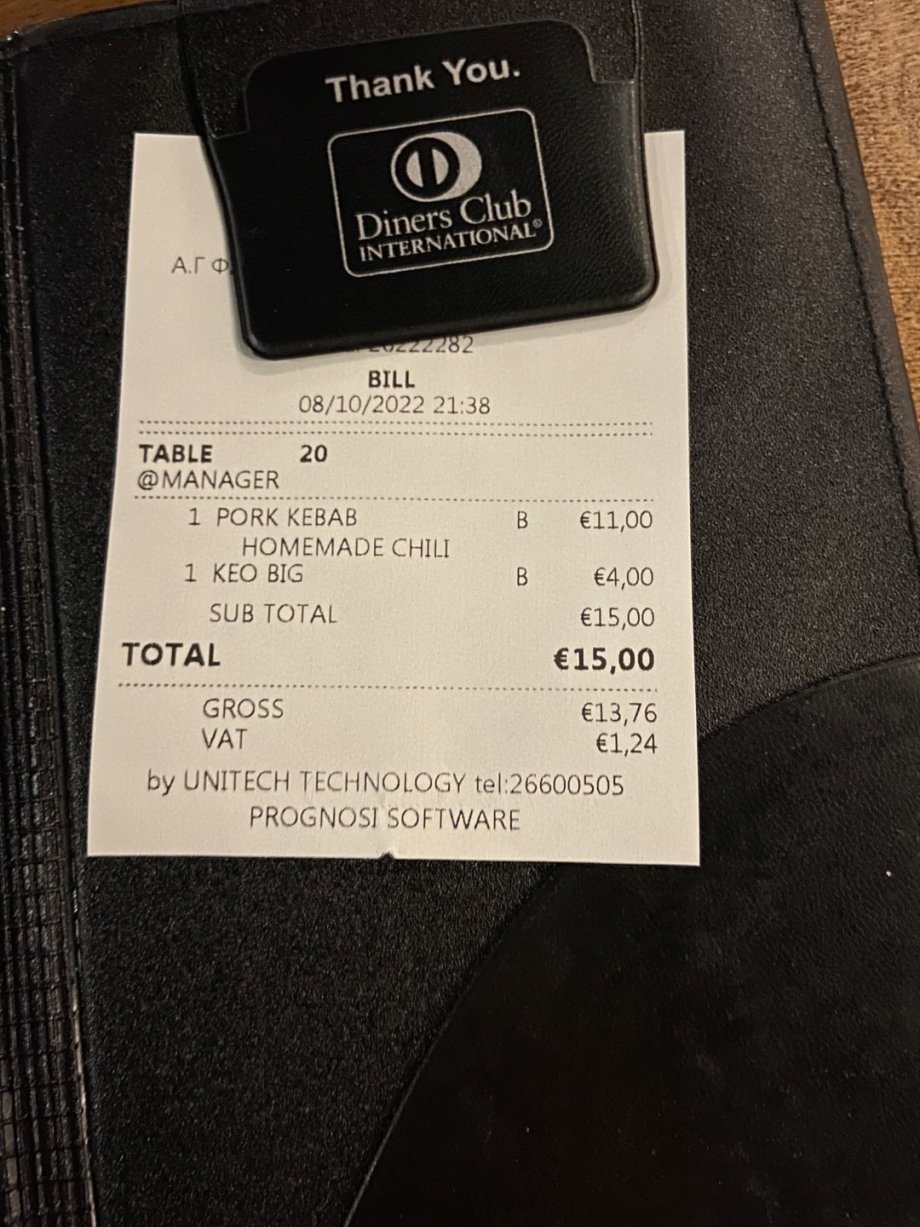 Thank You.
Diners Club
INTERNATIONAL®
Α.Γ Φ
20222282
BILL
08/10/2022 21:38
TABLE 20
@MANAGER
1 PORK KEBAB B €11,00
HOMEMADE CHILI
1 KEO BIG B €4,00
SUB TOTAL €15,00
TOTAL €15,00
GROSS €13,76
VAT €1,24
by UNITECH TECHNOLOGY tel:26600505
PROGNOSI SOFTWARE